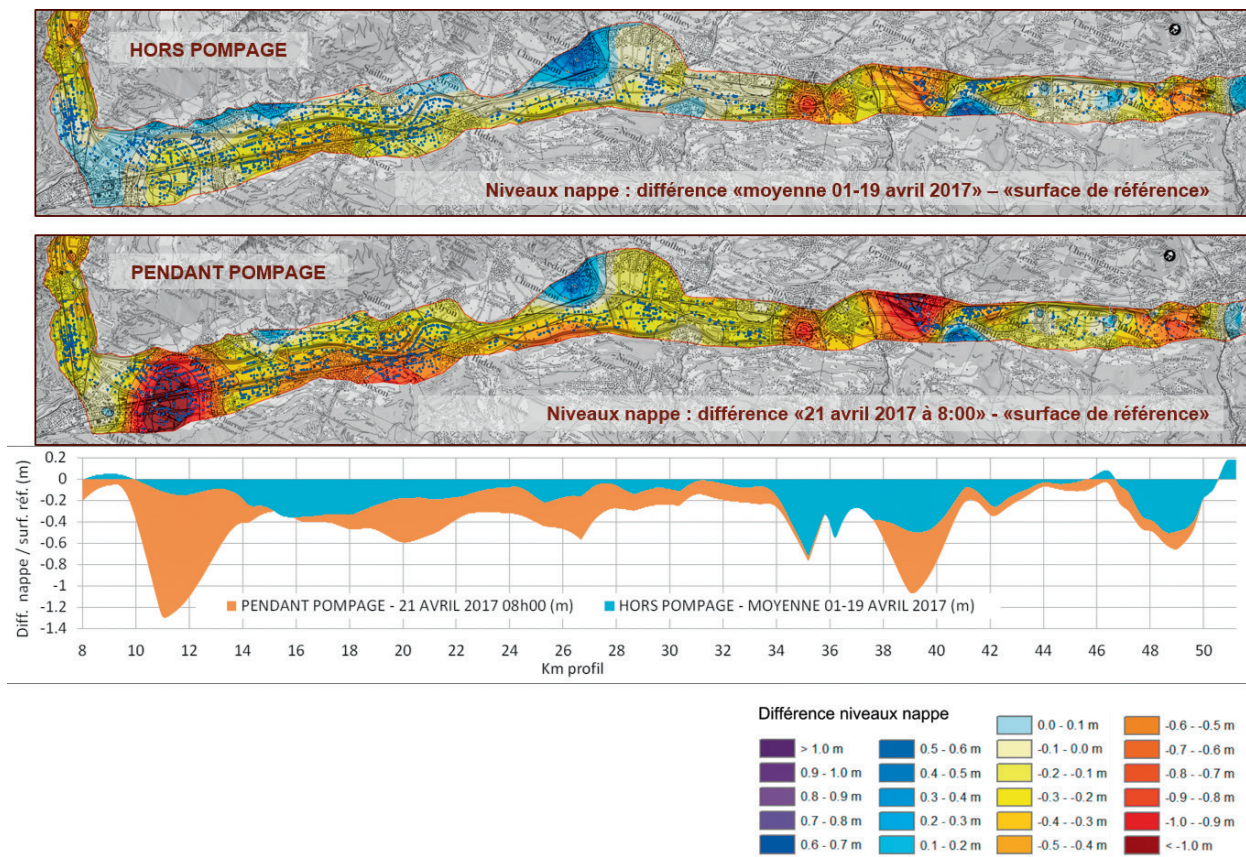 HORS POMPAGE
Niveaux nappe : différence «moyenne 01-19 avril 2017» – «surface de référence»
PENDANT POMPAGE
Niveaux nappe : différence «21 avril 2017 à 8:00» - «surface de référence»
Diff. nappe / surf. réf. (m)
0.2
0
-0.2
-0.4
-0.6
-0.8
-1
-1.2
-1.4
PENDANT POMPAGE - 21 AVRIL 2017 08h00 (m) HORS POMPAGE - MOYENNE 01-19 AVRIL 2017 (m)
8 10 12 14 16 18 20 22 24 26 28 30 32 34 36 38 40 42 44 46 48 50
Km profil
Différence niveaux nappe
> 1.0 m
0.9 - 1.0 m
0.8 - 0.9 m
0.7 - 0.8 m
0.6 - 0.7 m
0.5 - 0.6 m
0.4 - 0.5 m
0.3 - 0.4 m
0.2 - 0.3 m
0.1 - 0.2 m
0.0 - 0.1 m
-0.1 - 0.0 m
-0.2 - -0.1 m
-0.3 - -0.2 m
-0.4 - -0.3 m
-0.5 - -0.4 m
-0.6 - -0.5 m
-0.7 - -0.6 m
-0.8 - -0.7 m
-0.9 - -0.8 m
-1.0 - -0.9 m
< -1.0 m